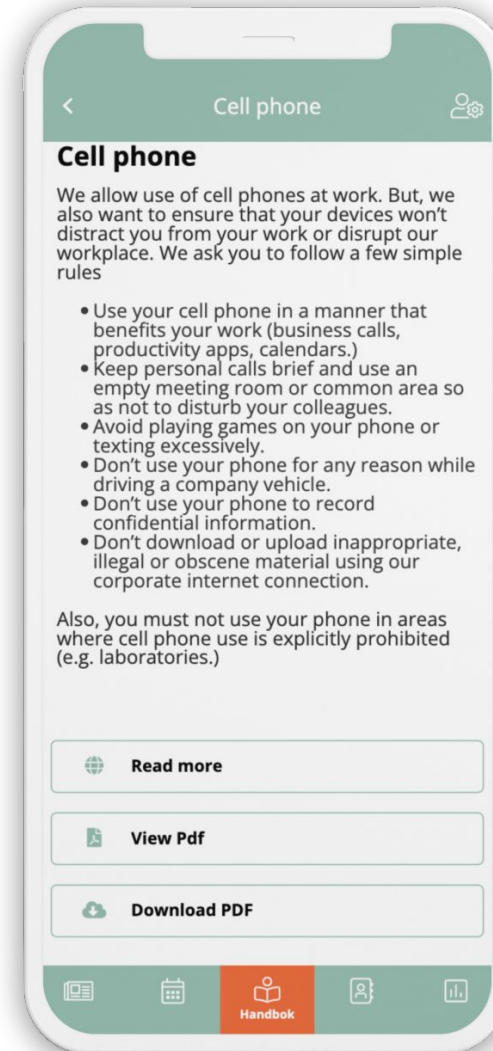 Cell phone
Cell phone
We allow use of cell phones at work. But, we
also want to ensure that your devices won't
distract you from your work or disrupt our
workplace. We ask you to follow a few simple
rules
• Use your cell phone in a manner that
benefits your work (business calls,
productivity apps, calendars.)
• Keep personal calls brief and use an
empty meeting room or common area so
as not to disturb your colleagues.
• Avoid playing games on your phone or
texting excessively.
• Don't use your phone for any reason while
driving a company vehicle.
• Don't use your phone to record
confidential information.
• Don't download or upload inappropriate,
illegal or obscene material using our
corporate internet connection.
Also, you must not use your phone in areas
where cell phone use is explicitly prohibited
(e.g. laboratories.)
Read more
View Pdf
Download PDF
Handbok